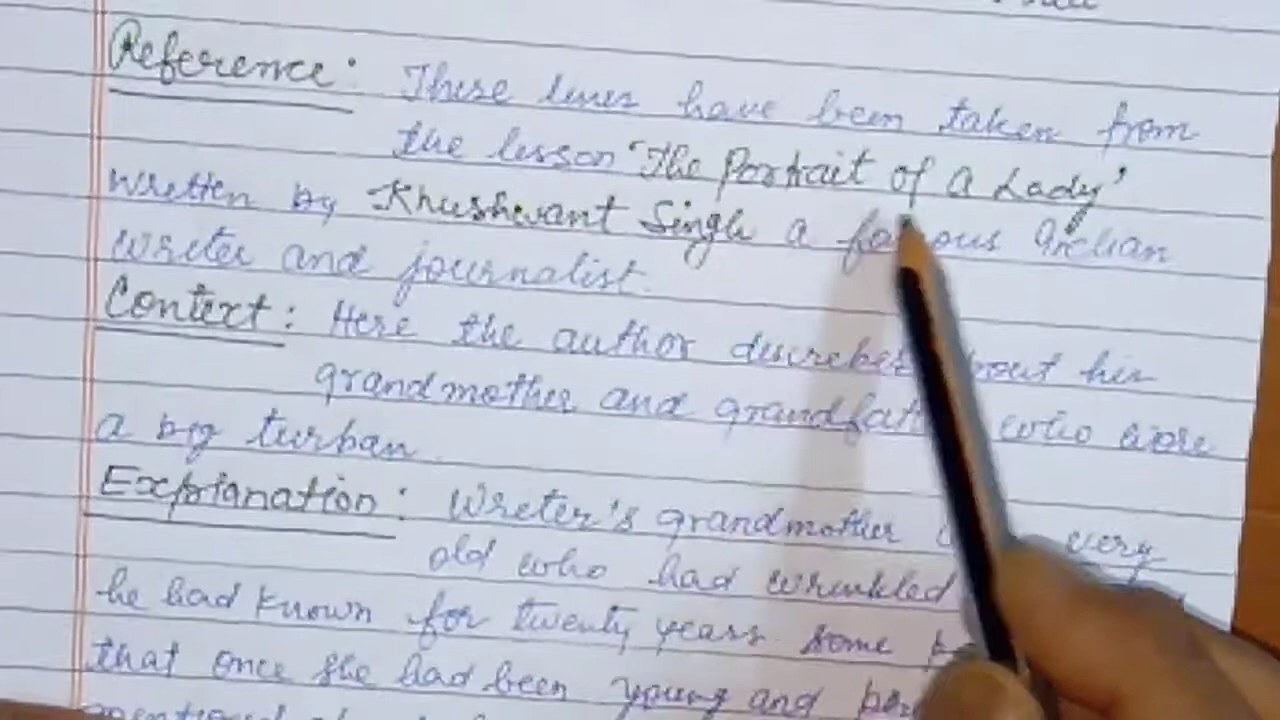 Reference: These lines have been taken from
the lesson 'The Portrait of A Lady'
written by Khushwant Singh a famous Indian
writer and journalist.
Context: Here the author discribes about his
grandmother and grandfather who wore
a big turban.
Explanation: Writer's grandmother very
old who had wrinkled
he had known for twenty years. Some
that once she had been young and